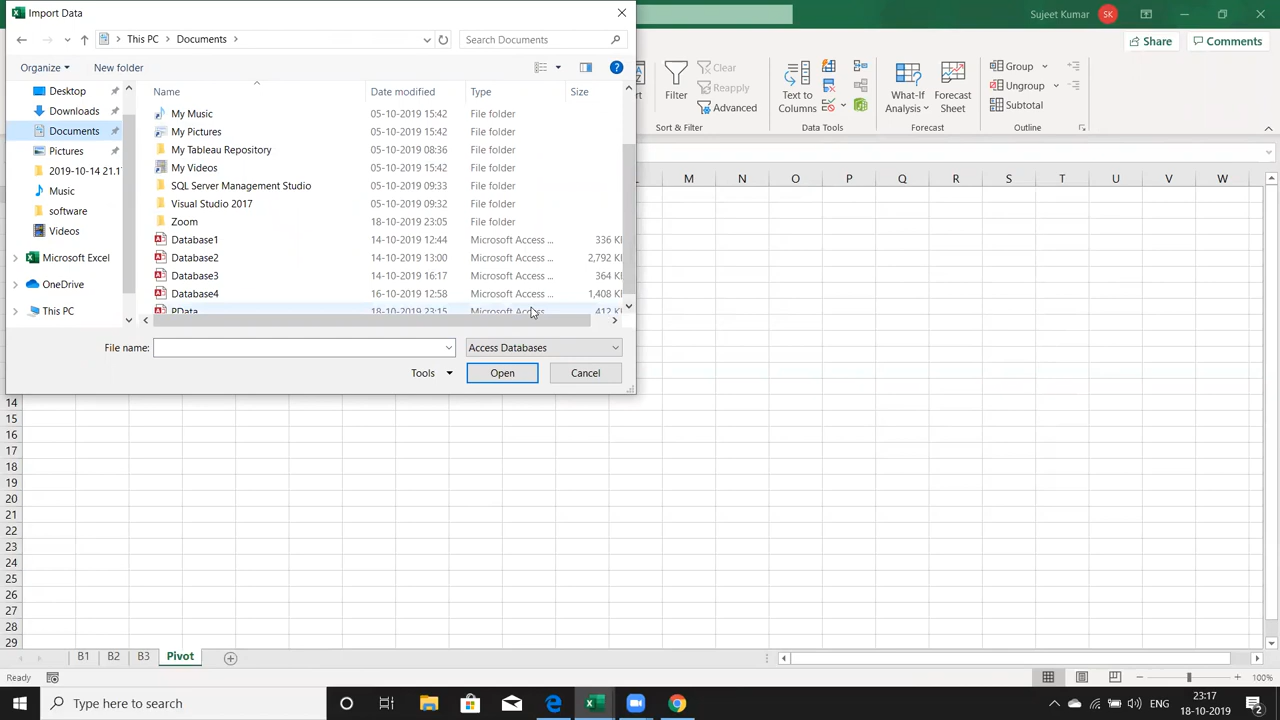 Import Data
Sujeet Kumar SK
This PC Documents
Search Documents
Share Comments
Organize New folder
Filter
Clear
Reapply
Advanced
Sort & Filter
Text to
Columns
Data Tools
What-If
Analysis
Forecast
Sheet
Forecast
Group
Ungroup
Subtotal
Outline
Desktop
Downloads
Documents
Pictures
2019-10-14 21.1
Music
software
Videos
Microsoft Excel
OneDrive
This PC
Name Date modified Type Size
My Music 05-10-2019 15:42 File folder
My Pictures 05-10-2019 15:42 File folder
My Tableau Repository 05-10-2019 08:36 File folder
My Videos 05-10-2019 15:42 File folder
SQL Server Management Studio 05-10-2019 09:33 File folder
Visual Studio 2017 05-10-2019 09:32 File folder
Zoom 18-10-2019 23:05 File folder
Database1 14-10-2019 12:44 Microsoft Access ... 336 K
Database2 14-10-2019 13:00 Microsoft Access ... 2,792 K
Database3 14-10-2019 16:17 Microsoft Access ... 364 K
Database4 16-10-2019 12:58 Microsoft Access ... 1,408 K
PData 18-10-2019 23:15 Microsoft Access 412 K
File name: Access Databases
Tools Open Cancel
M N O P Q R S T U V W
14
15
16
17
18
19
20
21
22
23
24
25
26
27
28
29
B1 B2 B3 Pivot
Ready 100%
Type here to search
23:17
18-10-2019
2